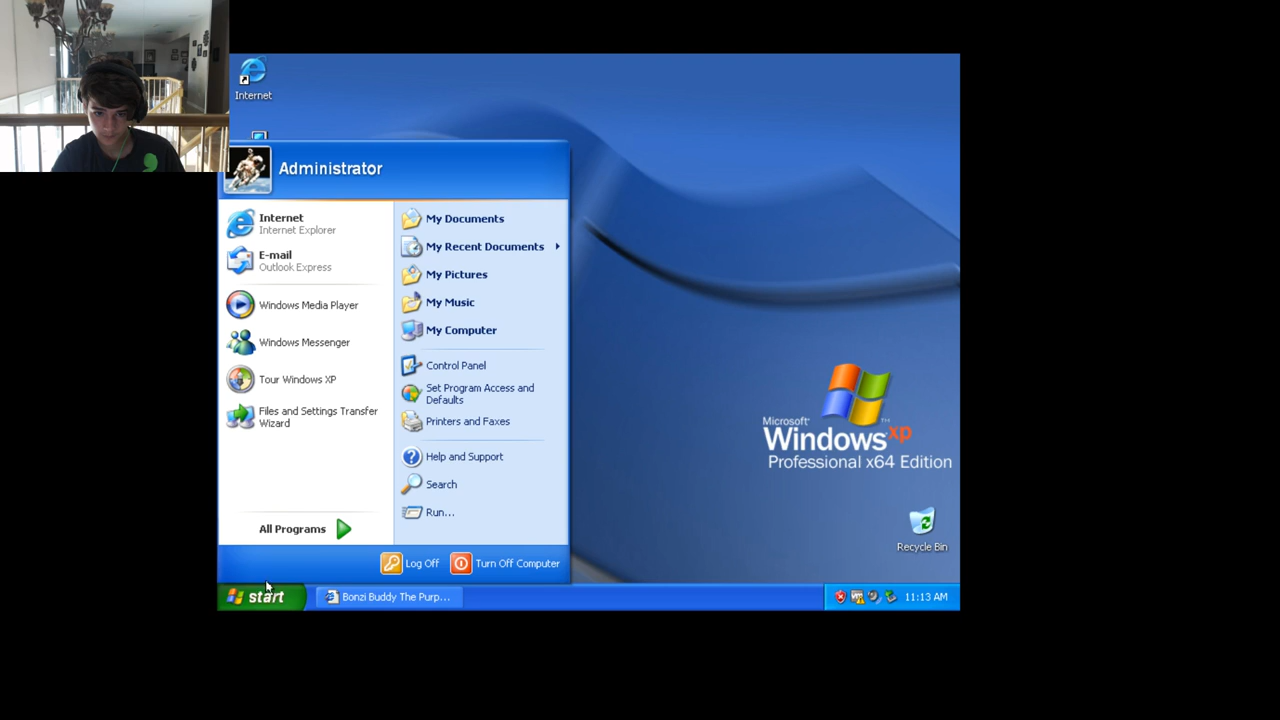 Internet
Administrator
Internet
Internet Explorer
E-mail
Outlook Express
Windows Media Player
Windows Messenger
Tour Windows XP
Files and Settings Transfer
Wizard
All Programs
My Documents
My Recent Documents
My Pictures
My Music
My Computer
Control Panel
Set Program Access and
Defaults
Printers and Faxes
Help and Support
Search
Run...
Log Off
Turn Off Computer
Microsoft®
Windows xp
Professional x64 Edition
Recycle Bin
start
Bonzi Buddy The Purp...
11:13 AM